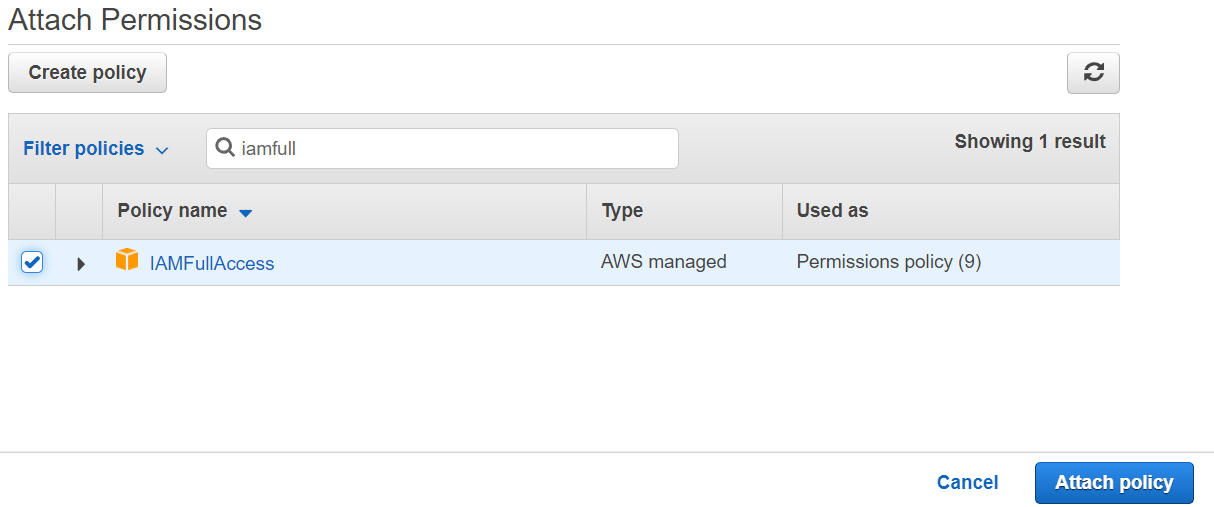 Attach Permissions
Create policy
Filter policies iamfull Showing 1 result
Policy name Type Used as
IAMFullAccess AWS managed Permissions policy (9)
Cancel Attach policy